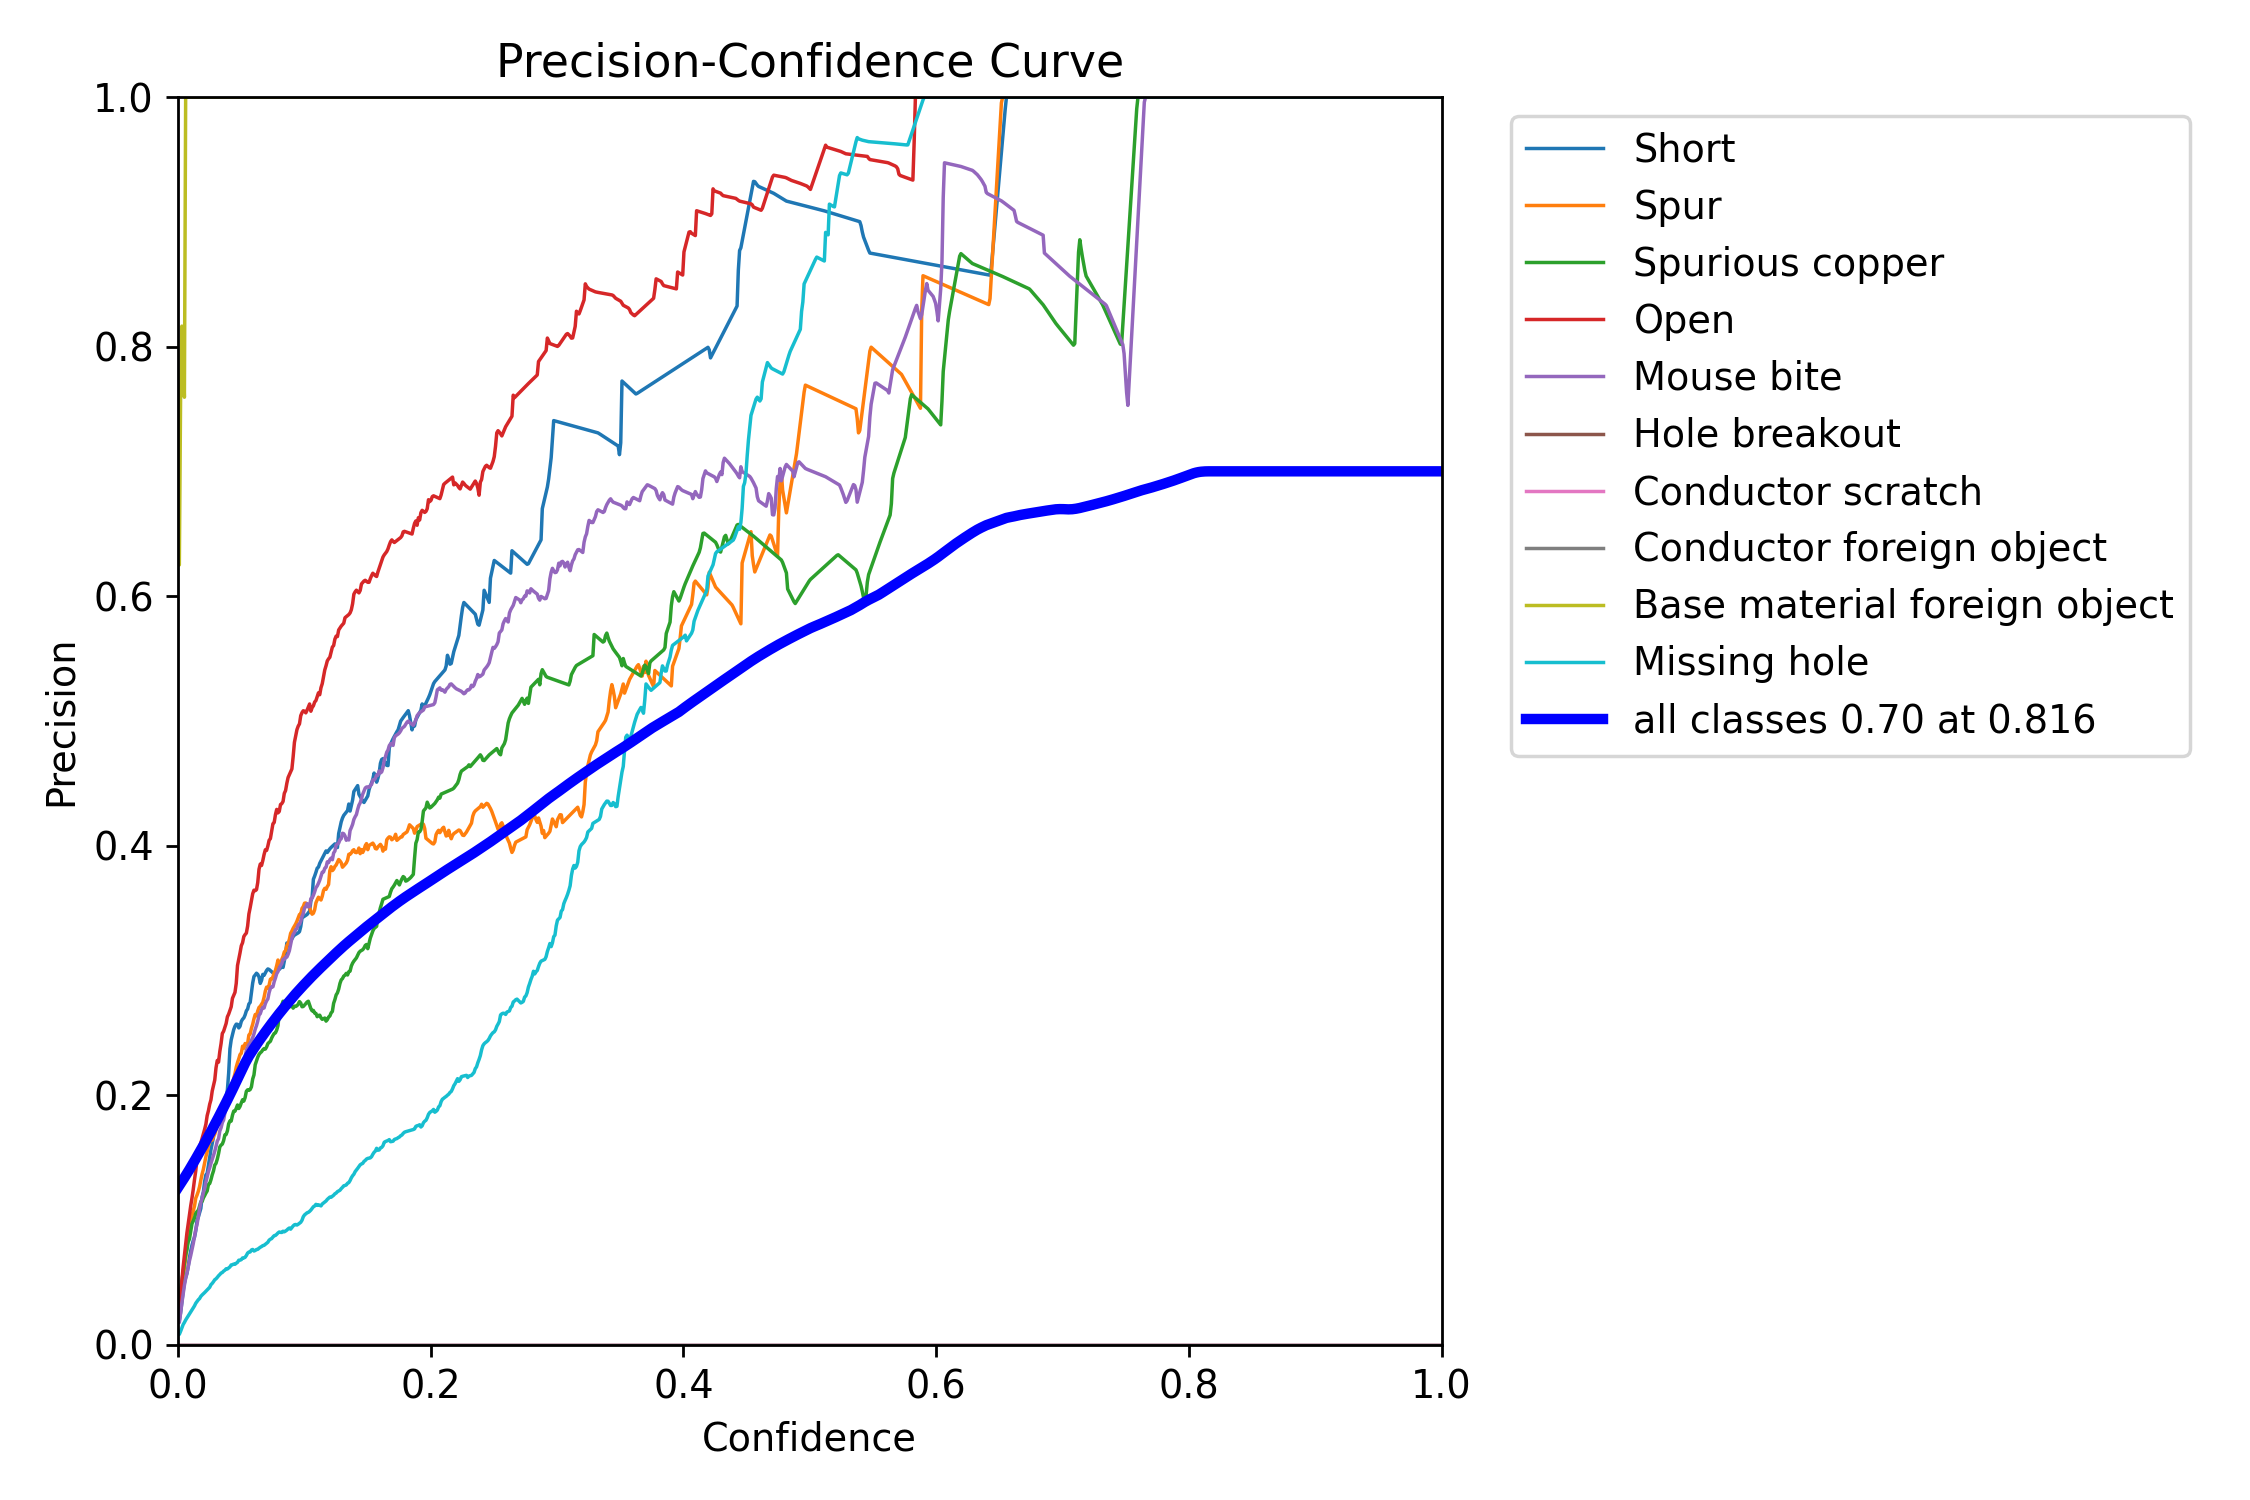 Precision-Confidence Curve
1.0
0.8
0.6
0.4
0.2
0.0
Precision
0.0 0.2 0.4 0.6 0.8 1.0
Confidence
Short
Spur
Spurious copper
Open
Mouse bite
Hole breakout
Conductor scratch
Conductor foreign object
Base material foreign object
Missing hole
all classes 0.70 at 0.816